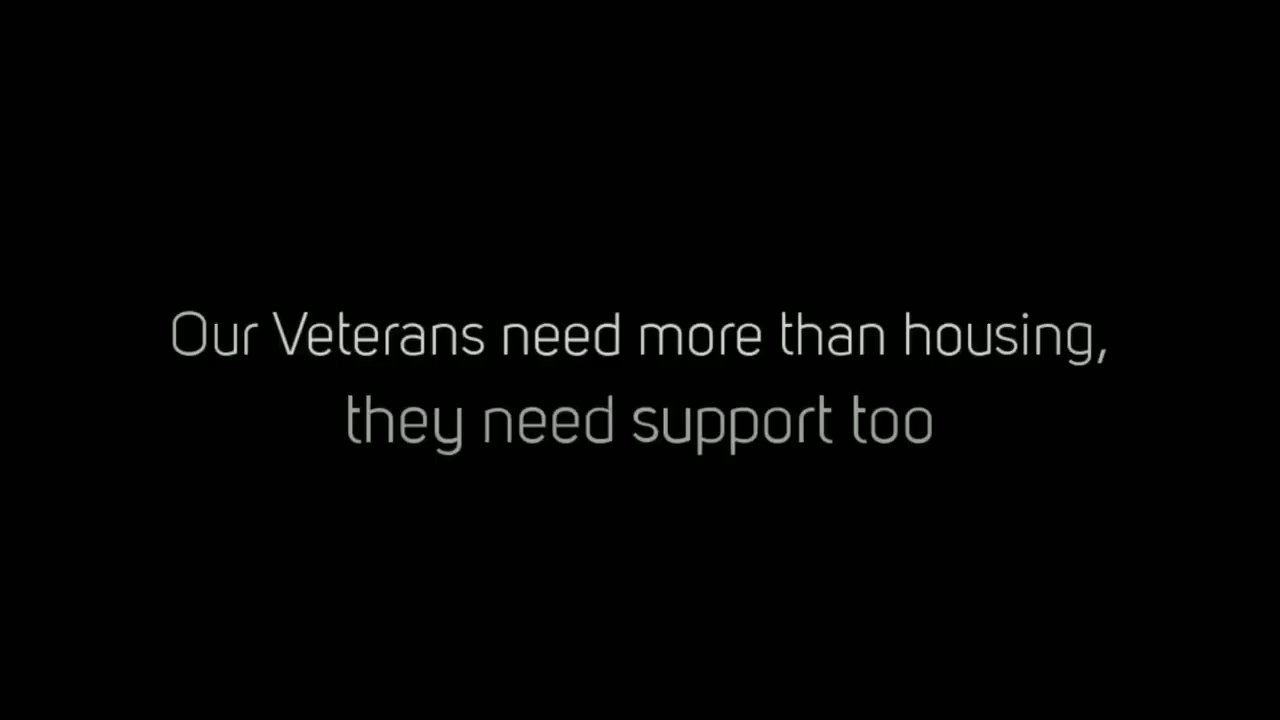 Our Veterans need more than housing,
they need support too